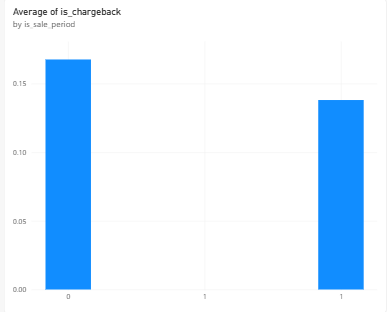 Average of is_chargeback
by is_sale_period
0.15
0.10
0.05
0.00
0 1 1